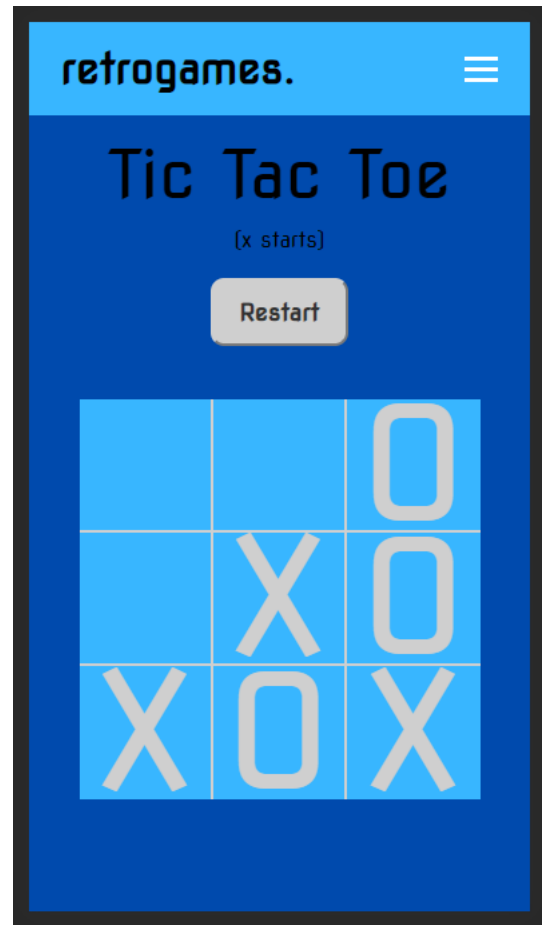 retrogames.
Tic Tac Toe
(x starts)
Restart
O
X O
X O X